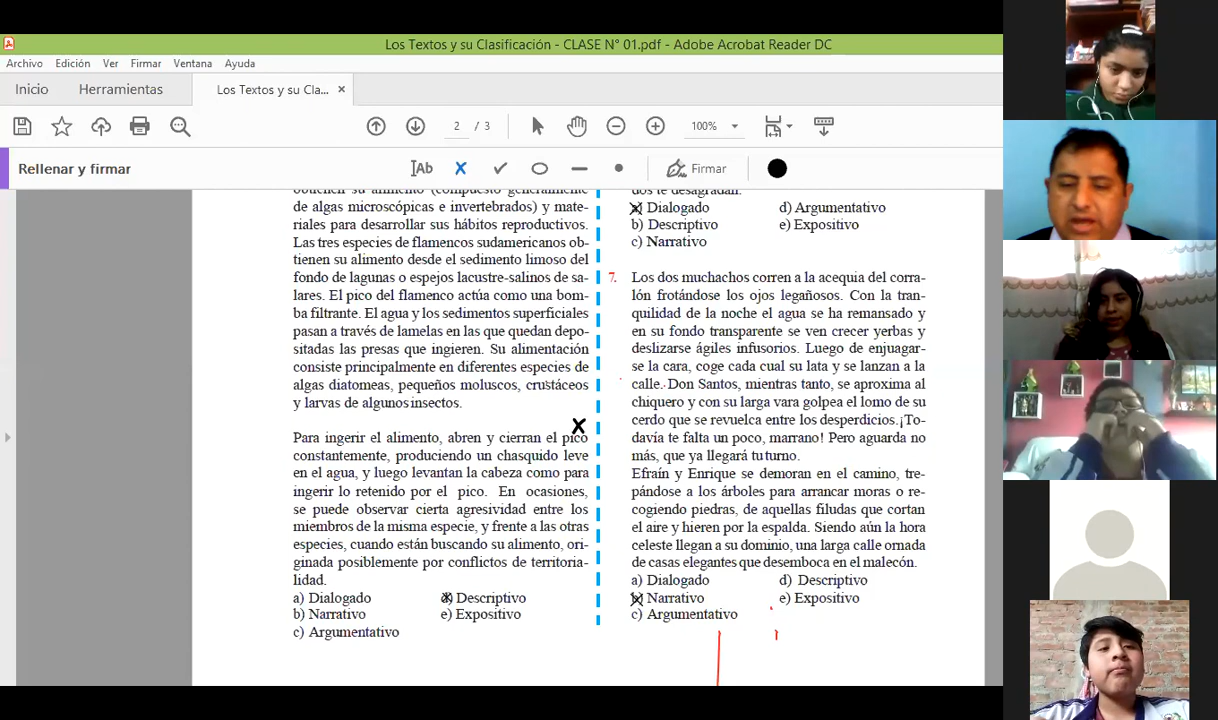 Los Textos y su Clasificación - CLASE N° 01.pdf - Adobe Acrobat Reader DC
Archivo Edición Ver Firmar Ventana Ayuda
Inicio Herramientas Los Textos y su Cla... ×
2 / 3 100%
Rellenar y firmar Ab Firmar
obtienen su alimento (compuesto generalmente
de algas microscópicas e invertebrados) y mate-
riales para desarrollar sus hábitos reproductivos.
Las tres especies de flamencos sudamericanos ob-
tienen su alimento desde el sedimento limoso del
fondo de lagunas o espejos lacustre-salinos de sa-
lares. El pico del flamenco actúa como una bom-
ba filtrante. El agua y los sedimentos superficiales
pasan a través de lamelas en las que quedan depo-
sitadas las presas que ingieren. Su alimentación
consiste principalmente en diferentes especies de
algas diatomeas, pequeños moluscos, crustáceos
y larvas de algunos insectos.
Para ingerir el alimento, abren y cierran el pico
constantemente, produciendo un chasquido leve
en el agua, y luego levantan la cabeza como para
ingerir lo retenido por el pico. En ocasiones,
se puede observar cierta agresividad entre los
miembros de la misma especie, y frente a las otras
especies, cuando están buscando su alimento, ori-
ginada posiblemente por conflictos de territoria-
lidad.
a) Dialogado d) Descriptivo
b) Narrativo e) Expositivo
c) Argumentativo
dos te desagradan.
a) Dialogado d) Argumentativo
b) Descriptivo e) Expositivo
c) Narrativo
7. Los dos muchachos corren a la acequia del corra-
lón frotándose los ojos legañosos. Con la tran-
quilidad de la noche el agua se ha remansado y
en su fondo transparente se ven crecer yerbas y
deslizarse ágiles infusorios. Luego de enjuagar-
se la cara, coge cada cual su lata y se lanzan a la
calle. Don Santos, mientras tanto, se aproxima al
chiquero y con su larga vara golpea el lomo de su
cerdo que se revuelca entre los desperdicios.¡To-
davía te falta un poco, marrano! Pero aguarda no
más, que ya llegará tu turno.
Efraín y Enrique se demoran en el camino, tre-
pándose a los árboles para arrancar moras o re-
cogiendo piedras, de aquellas filudas que cortan
el aire y hieren por la espalda. Siendo aún la hora
celeste llegan a su dominio, una larga calle ornada
de casas elegantes que desemboca en el malecón.
a) Dialogado d) Descriptivo
b) Narrativo e) Expositivo
c) Argumentativo